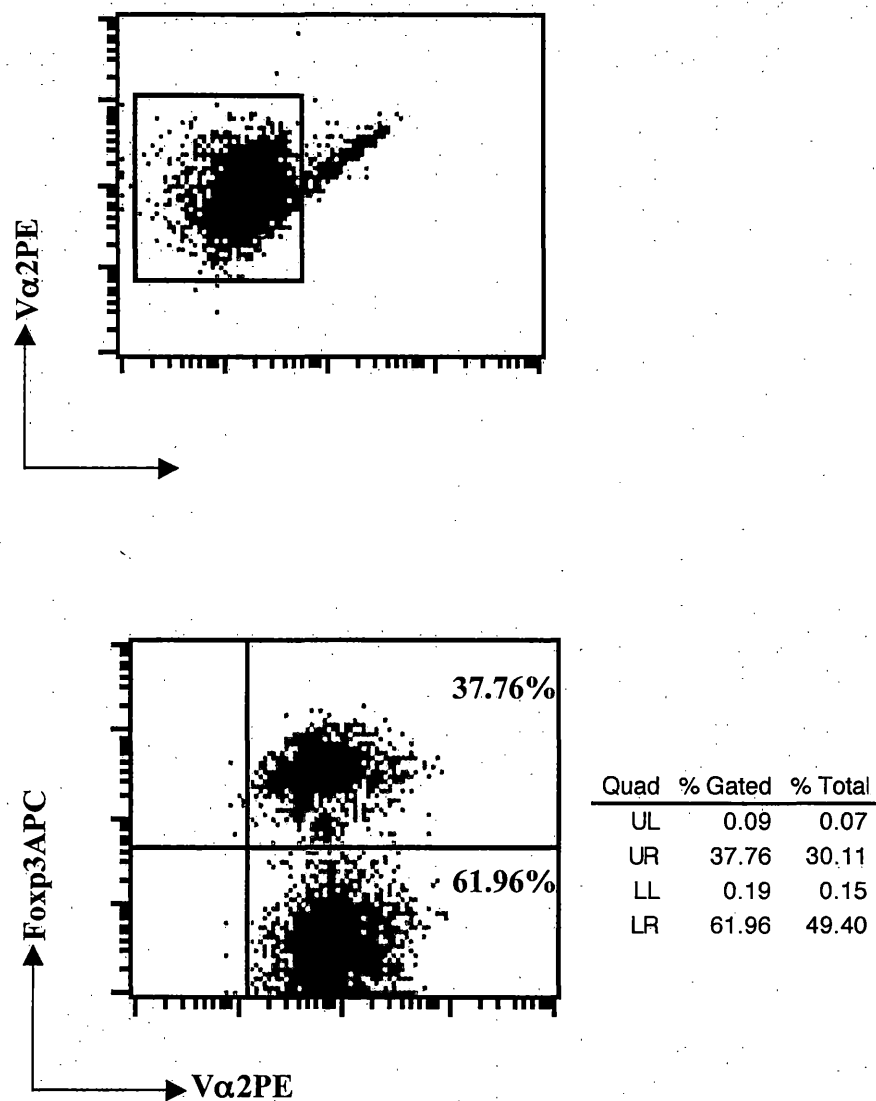 Vα2PE
37.76%
61.96%
Foxp3APC
Vα2PE
Quad % Gated % Total
UL 0.09 0.07
UR 37.76 30.11
LL 0.19 0.15
LR 61.96 49.40